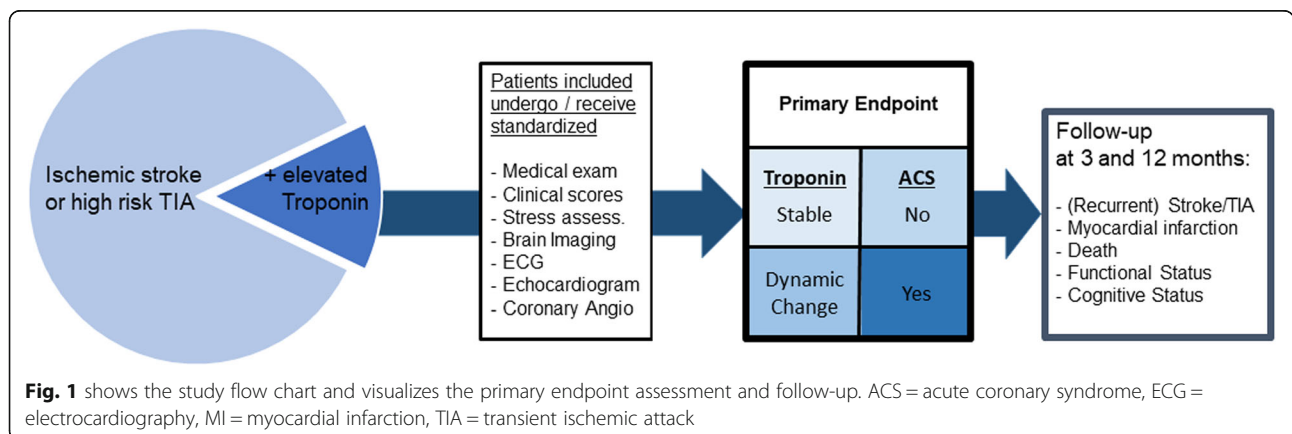 Ischemic stroke
or high risk TIA
+ elevated
Troponin
Patients included
undergo / receive
standardized
- Medical exam
- Clinical scores
- Stress assess.
- Brain Imaging
- ECG
- Echocardiogram
- Coronary Angio
Primary Endpoint
Troponin
Stable
ACS
No
Dynamic
Change
Yes
Follow-up
at 3 and 12 months:
- (Recurrent) Stroke/TIA
- Myocardial infarction
- Death
- Functional Status
- Cognitive Status
Fig. 1 shows the study flow chart and visualizes the primary endpoint assessment and follow-up. ACS = acute coronary syndrome, ECG =
electrocardiography, MI = myocardial infarction, TIA = transient ischemic attack